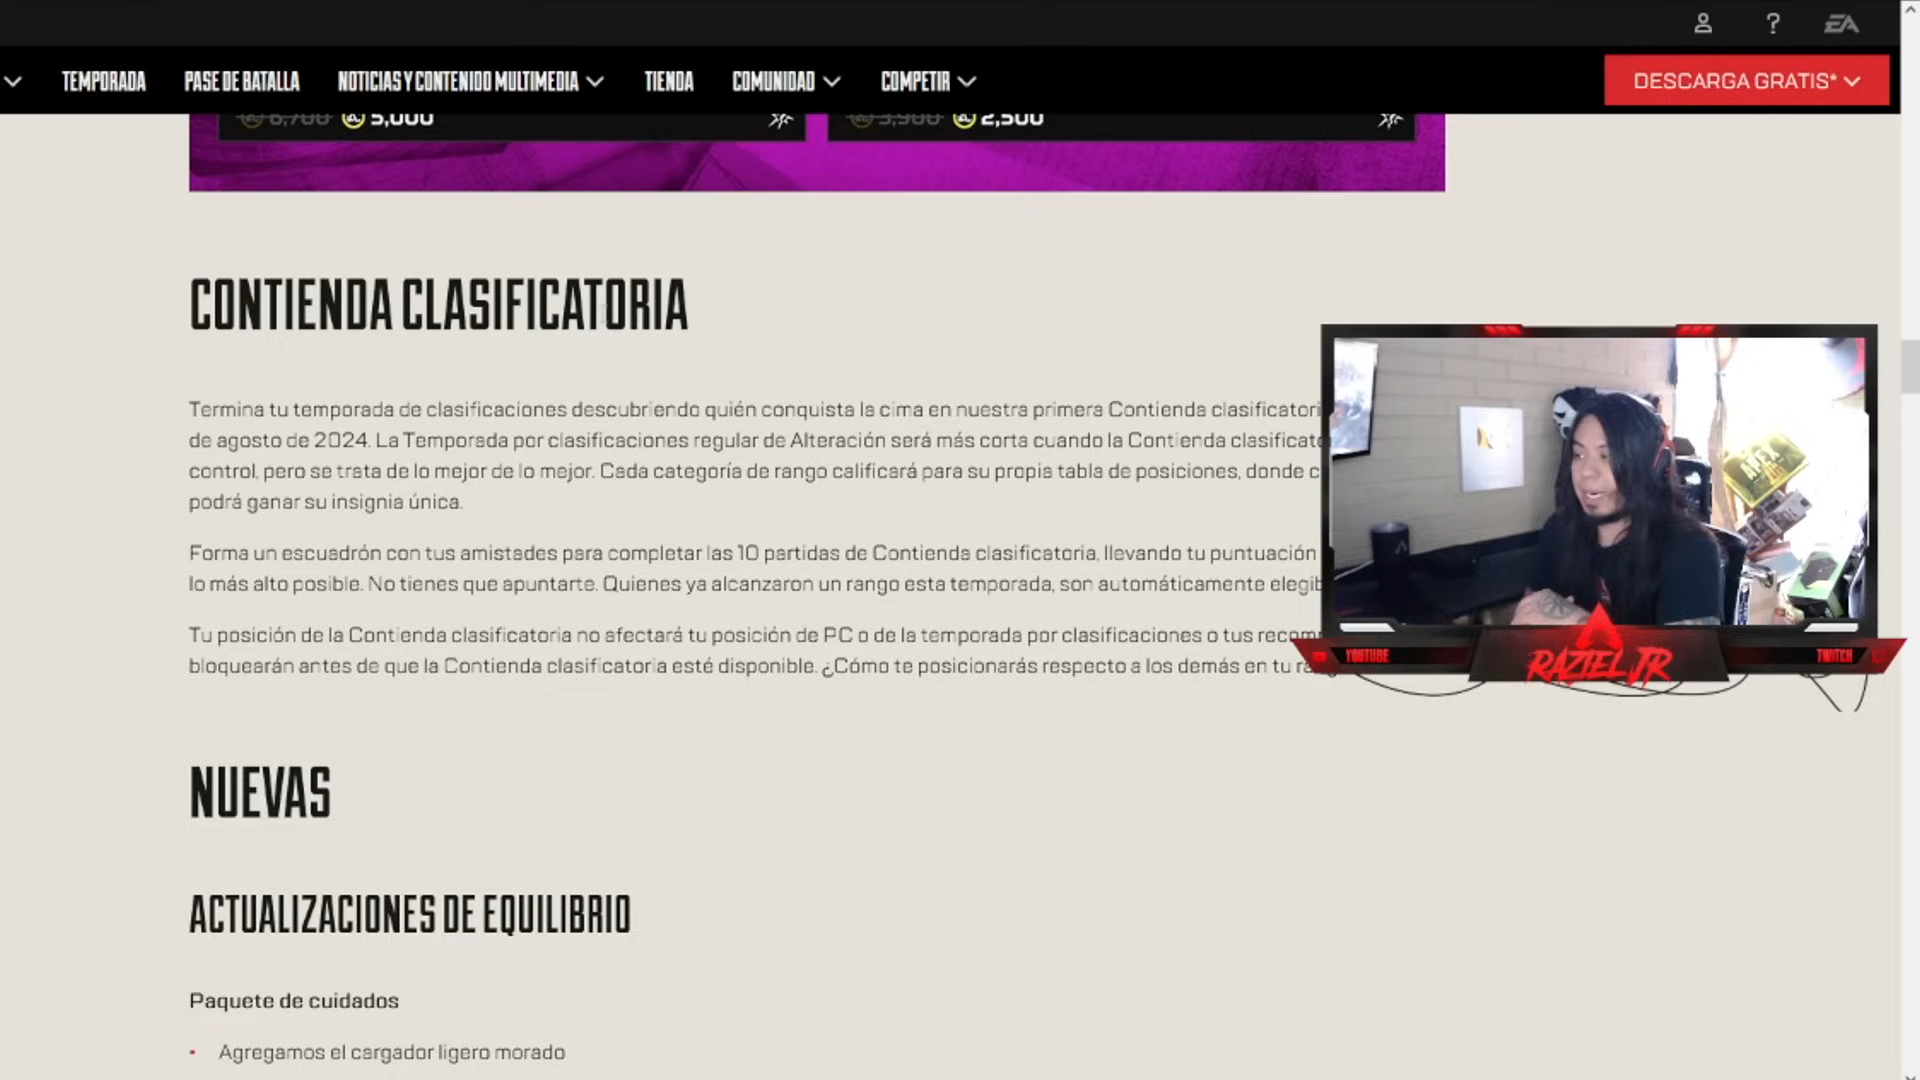 EA
TEMPORADA PASE DE BATALLA NOTICIAS Y CONTENIDO MULTIMEDIA TIENDA COMUNIDAD COMPETIR DESCARGA GRATIS*
6,700 5,000 3,900 2,500
CONTIENDA CLASIFICATORIA
Termina tu temporada de clasificaciones descubriendo quién conquista la cima en nuestra primera Contienda
de agosto de 2024. La Temporada por clasificaciones regular de Alteración será más corta cuando la Contienda
control, pero se trata de lo mejor de lo mejor. Cada categoría de rango calificará para su propia tabla de posiciones, donde
podrá ganar su insignia única.
Forma un escuadrón con tus amistades para completar las 10 partidas de Contienda clasificatoria, llevando tu puntuación
lo más alto posible. No tienes que apuntarte. Quienes ya alcanzaron un rango esta temporada, son automáticamente
Tu posición de la Contienda clasificatoria no afectará tu posición de PC o de la temporada por clasificaciones o tus
bloquearán antes de que la Contienda clasificatoria esté disponible. ¿Cómo te posicionarás respecto a los demás en tu
YOUTUBE RAZIEL JR TWITCH
NUEVAS
ACTUALIZACIONES DE EQUILIBRIO
Paquete de cuidados
• Agregamos el cargador ligero morado